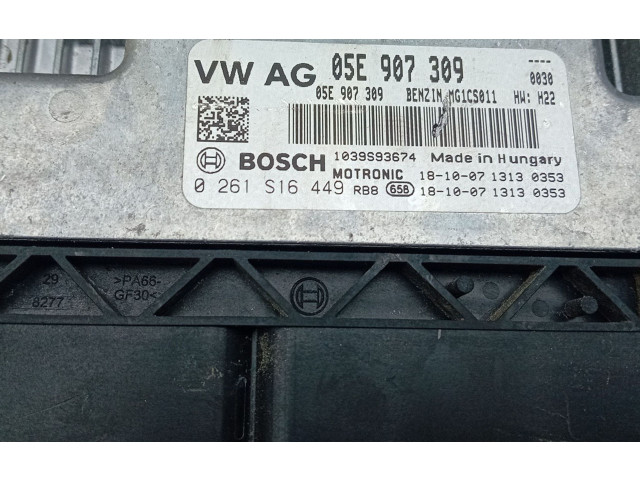 VW AG 05E 907 309 ----
05E 907 309 BENZIN MG1CS011 0030
HW: H22
BOSCH 1039S93674 Made in Hungary
MOTRONIC 18-10-07 1313 0353
0 261 S16 449 RB8 65B 18-10-07 1313 0353
29 >PA66-
8277 GF30<